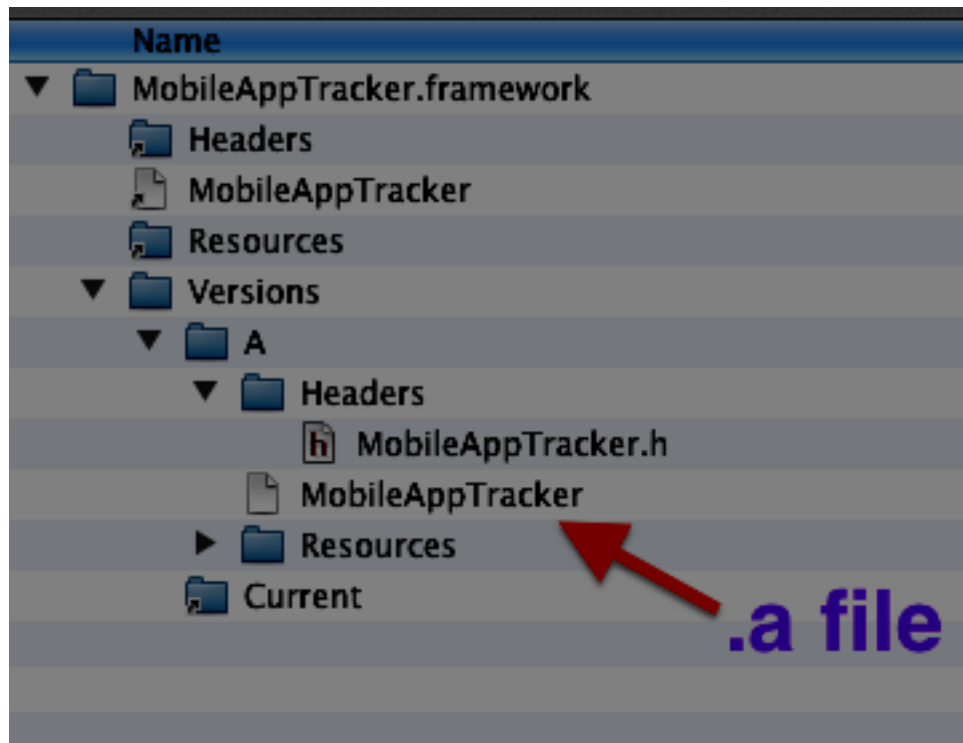 Name
MobileAppTracker.framework
Headers
MobileAppTracker
Resources
Versions
A
Headers
h MobileAppTracker.h
MobileAppTracker
Resources
Current
.a file